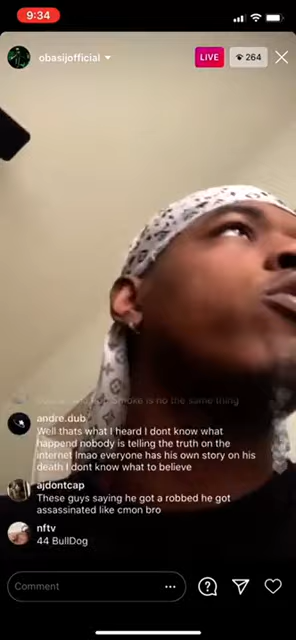 9:34
obasijofficial
LIVE
264
smoke is no the same thing
andre.dub
Well thats what I heard I dont know what
happend nobody is telling the truth on the
internet lmao everyone has his own story on his
death I dont know what to believe
ajdontcap
These guys saying he got a robbed he got
assassinated like cmon bro
nftv
44 BullDog
Comment